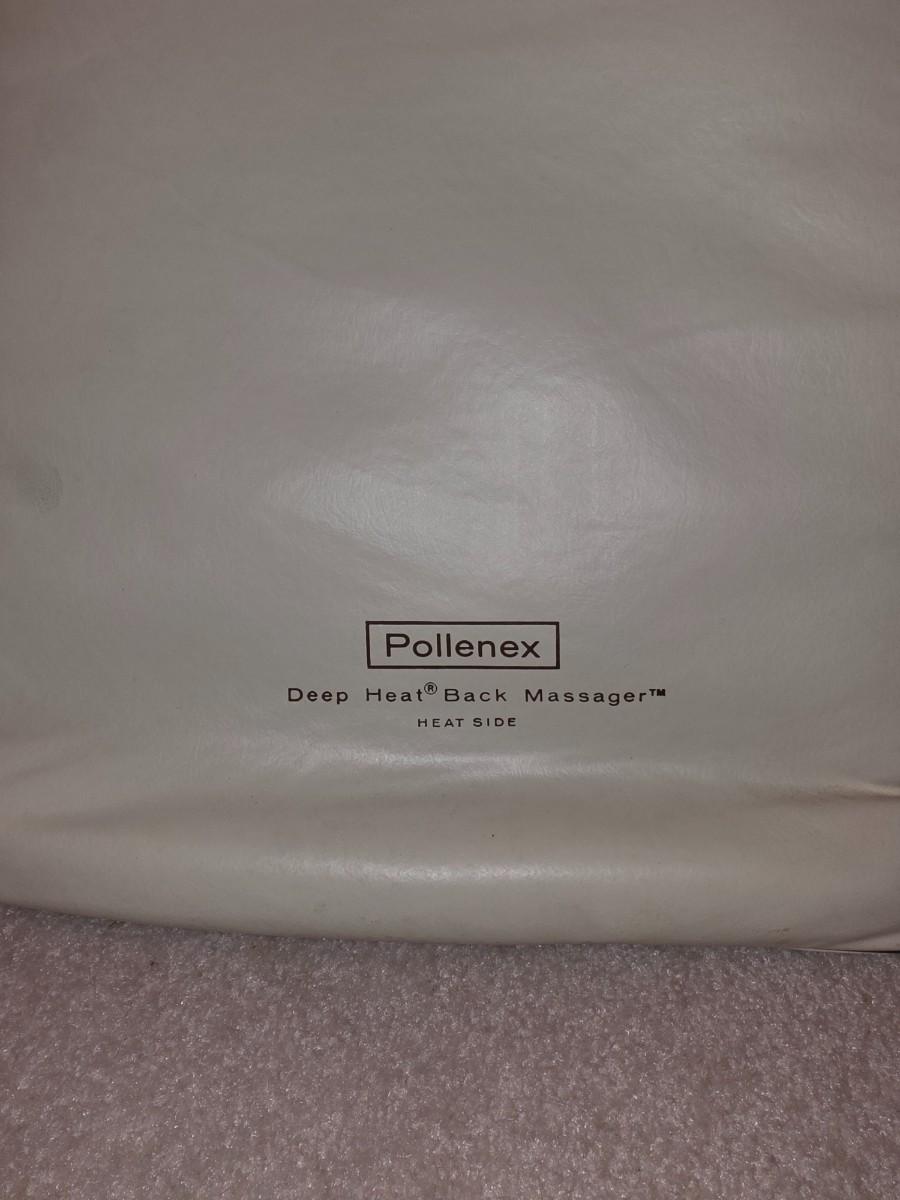 Pollenex
Deep Heat® Back Massager™
HEAT SIDE